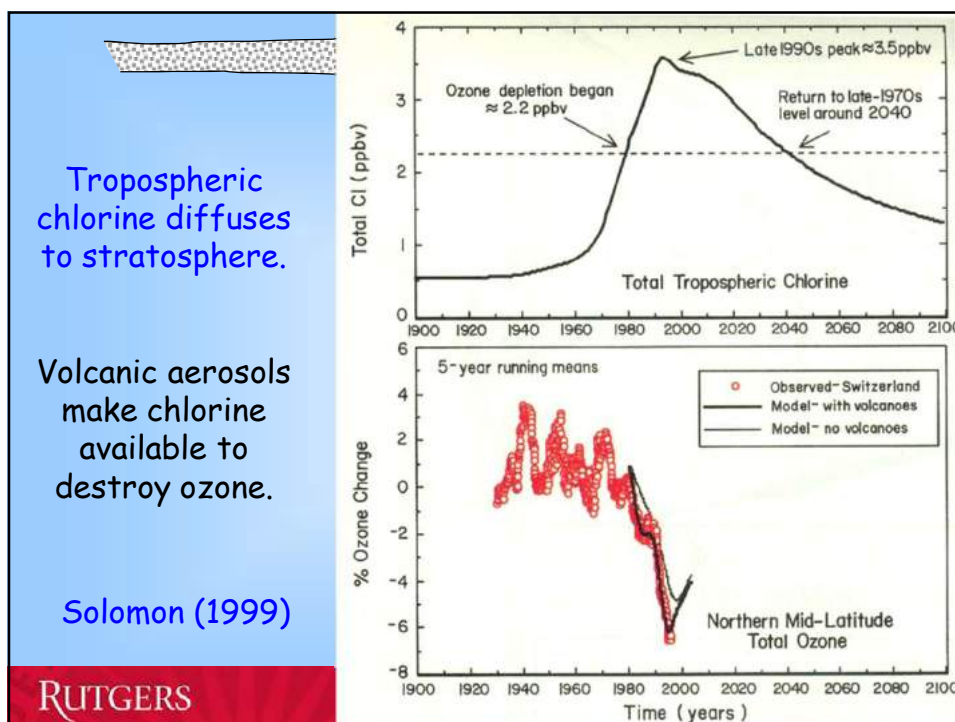 Tropospheric
chlorine diffuses
to stratosphere.
Volcanic aerosols
make chlorine
available to
destroy ozone.
Solomon (1999)
RUTGERS
4
3
2
1
0
Total Cl (ppbv)
Late 1990s peak ≈3.5ppbv
Ozone depletion began
≈ 2.2 ppbv
Return to late-1970s
level around 2040
Total Tropospheric Chlorine
1900 1920 1940 1960 1980 2000 2020 2040 2060 2080 2100
6
4
2
0
-2
-4
-6
-8
% Ozone Change
5-year running means
Observed-Switzerland
Model- with volcanoes
Model- no volcanoes
Northern Mid-Latitude
Total Ozone
1900 1920 1940 1960 1980 2000 2020 2040 2060 2080 2100
Time (years)